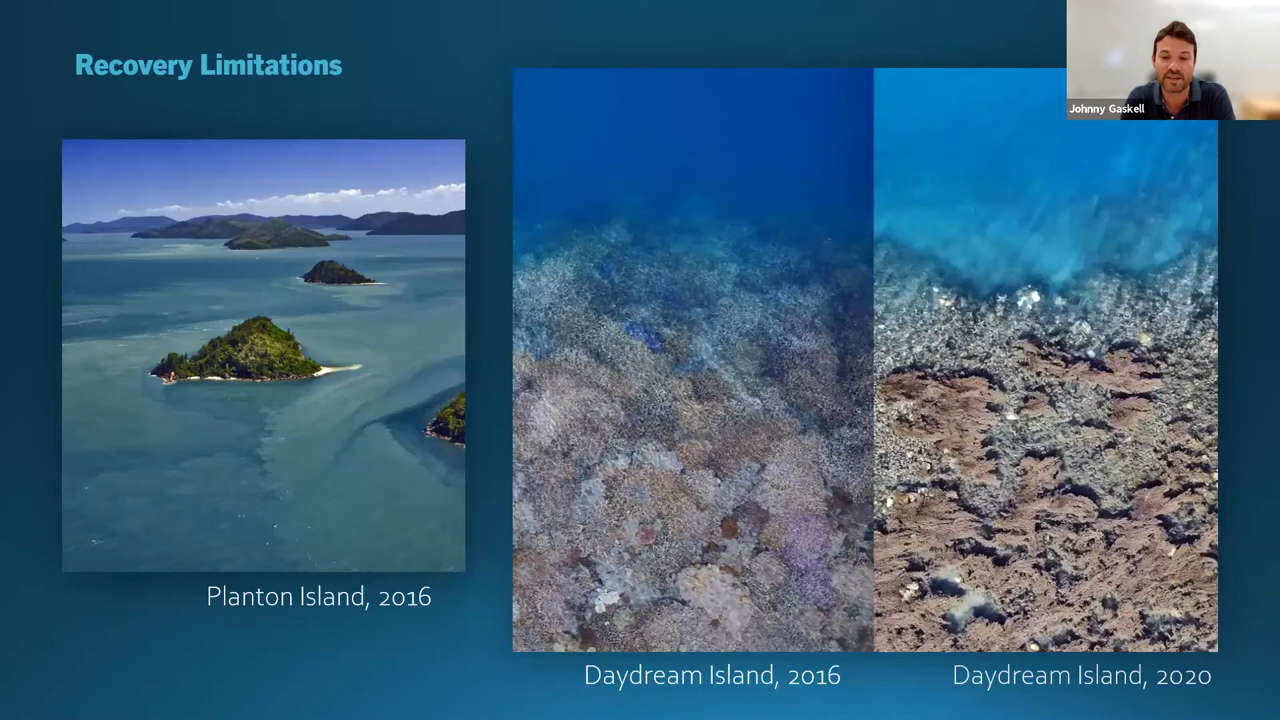 Recovery Limitations
Johnny Gaskell
Planton Island, 2016
Daydream Island, 2016
Daydream Island, 2020